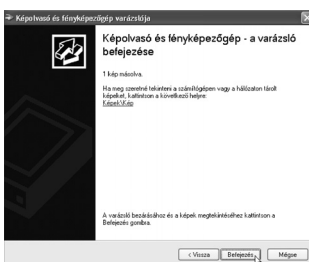 Képolvasó és fényképezőgép varázslója
Képolvasó és fényképezőgép - a varázsló
befejezése
1 kép másolva.
Ha meg szeretné tekinteni a számítógépen vagy a hálózaton tárolt
képeket, kattintson a következő helyre:
Képek\Kép
A varázsló bezárásához és a képek megtekintéséhez kattintson a
Befejezés gombra.
< Vissza
Befejezés
Mégse